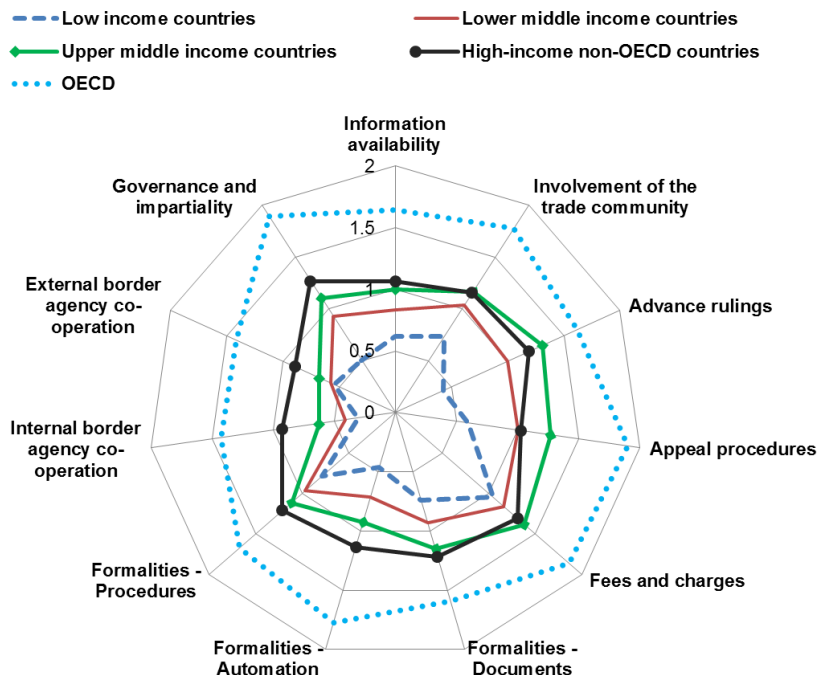 Low income countries
Lower middle income countries
Upper middle income countries
High-income non-OECD countries
OECD
Information
availability
Governance and
impartiality
Involvement of the
trade community
External border
agency co-
operation
Advance rulings
Internal border
agency co-
operation
Appeal procedures
Formalities -
Procedures
Fees and charges
Formalities -
Automation
Formalities -
Documents
2
1.5
1
0.5
0